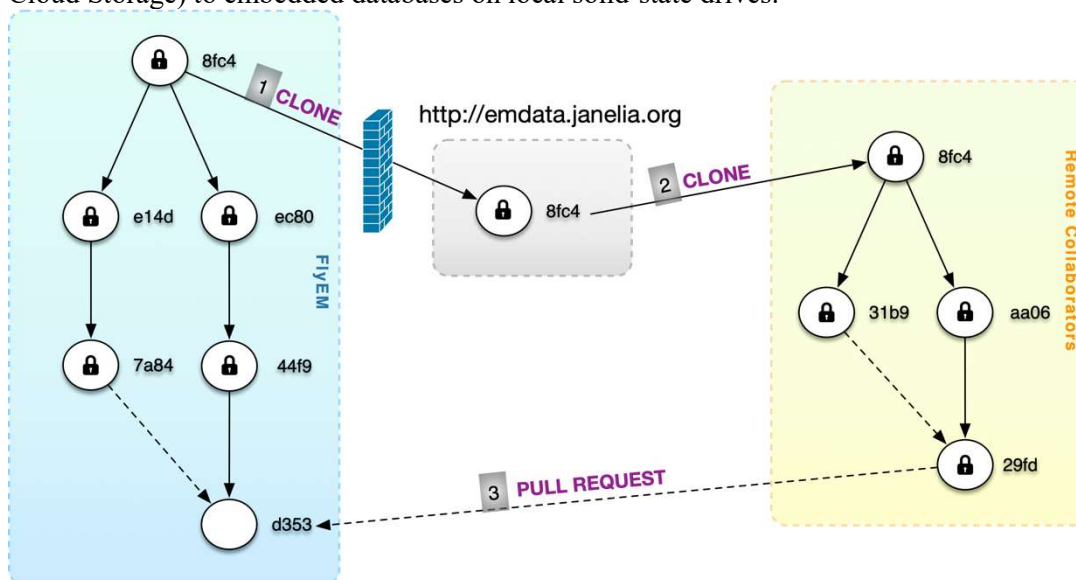 Cloud Storage) to embedded databases on local solid-state drives.
8fc4
1 CLONE
http://emdata.janelia.org
8fc4
2 CLONE
8fc4
e14d
ec80
FlyEM
31b9
aa06
Remote Collaborators
7a84
44f9
29fd
3 PULL REQUEST
d353